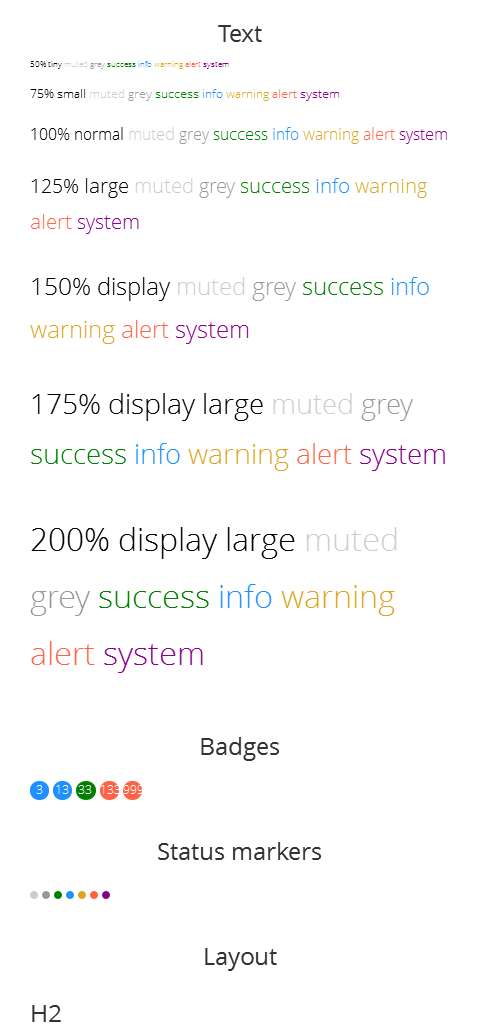 Text
50% tiny muted grey success info warning alert system
75% small muted grey success info warning alert system
100% normal muted grey success info warning alert system
125% large muted grey success info warning
alert system
150% display muted grey success info
warning alert system
175% display large muted grey
success info warning alert system
200% display large muted
grey success info warning
alert system
Badges
3 13 33 133 999
Status markers
Layout
H2